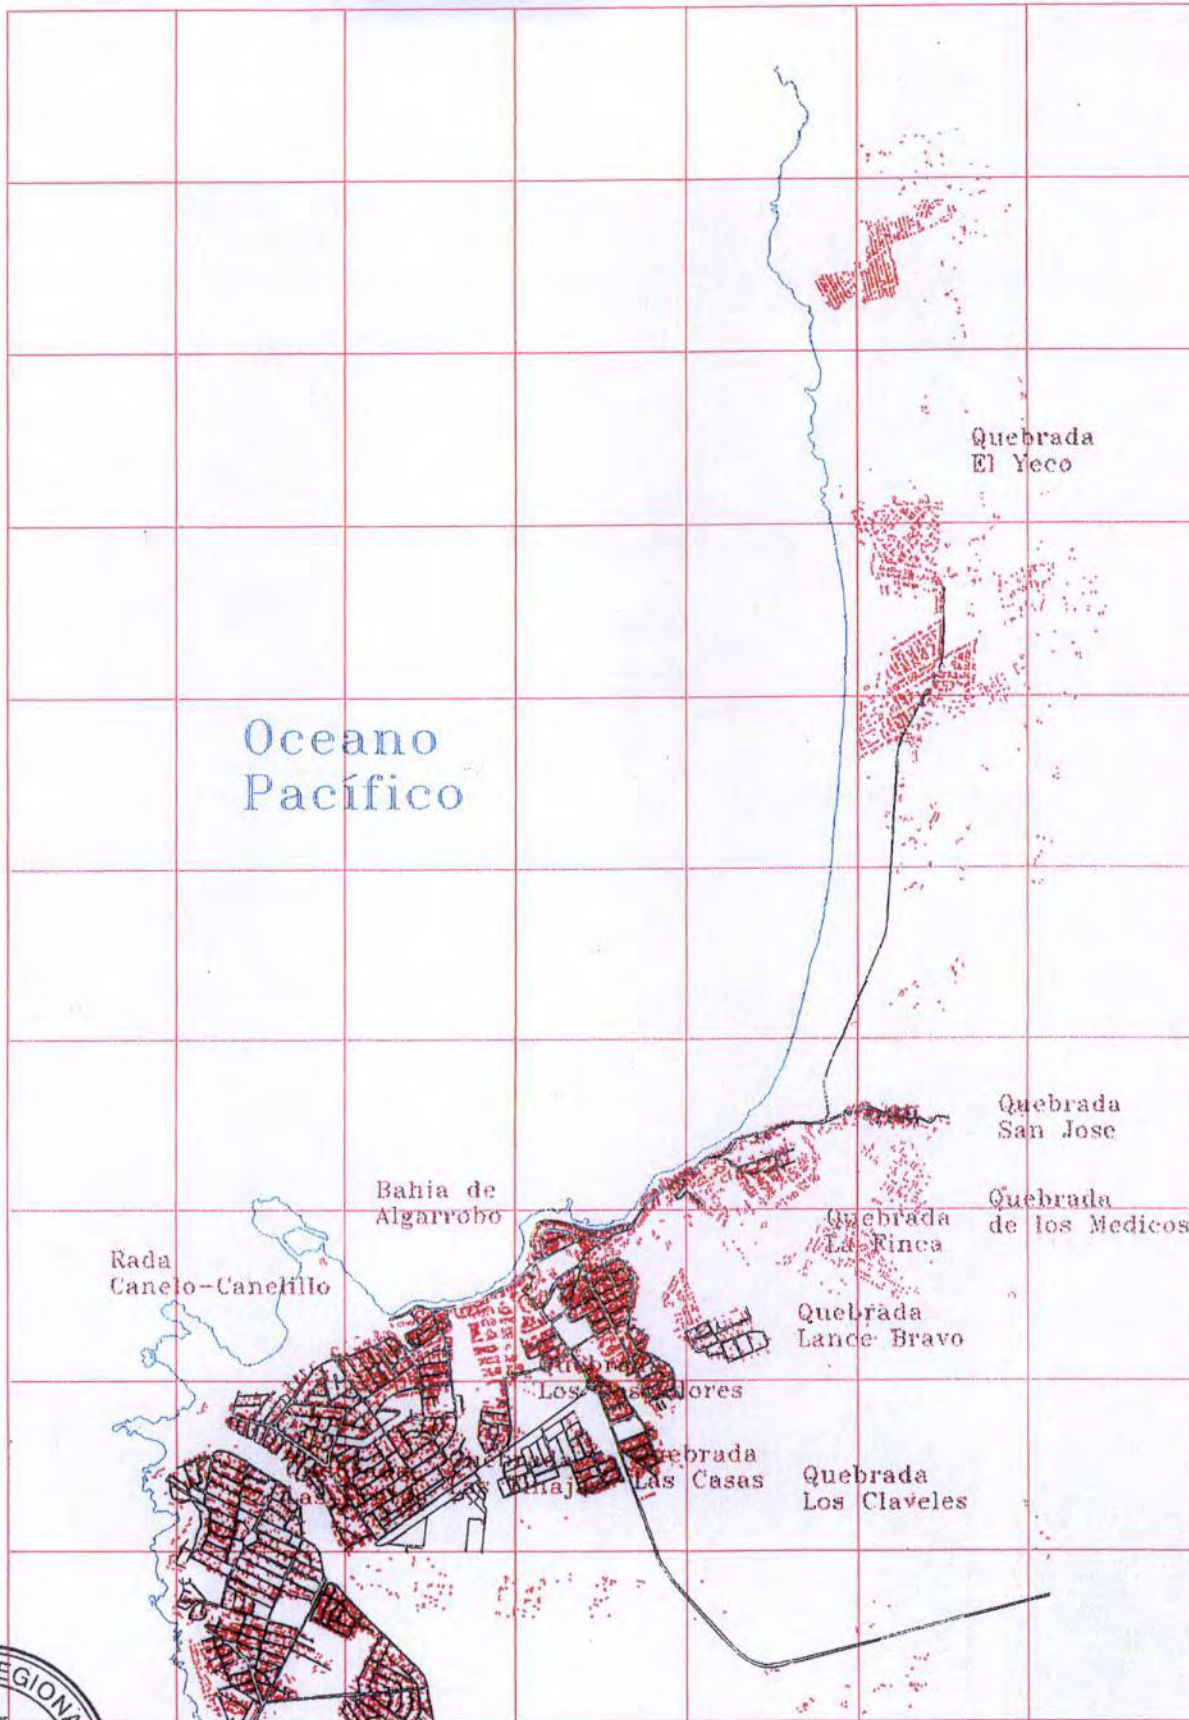 Quebrada
El Yeco
Oceano
Pacífico
Quebrada
San Jose
Bahia de
Algarrobo
Quebrada
de los Medicos
Quebrada
La Finca
Rada
Canelo-Canelillo
Quebrada
Lance Bravo
Quebrada
Los
Las Casas
Quebrada
Los Claveles